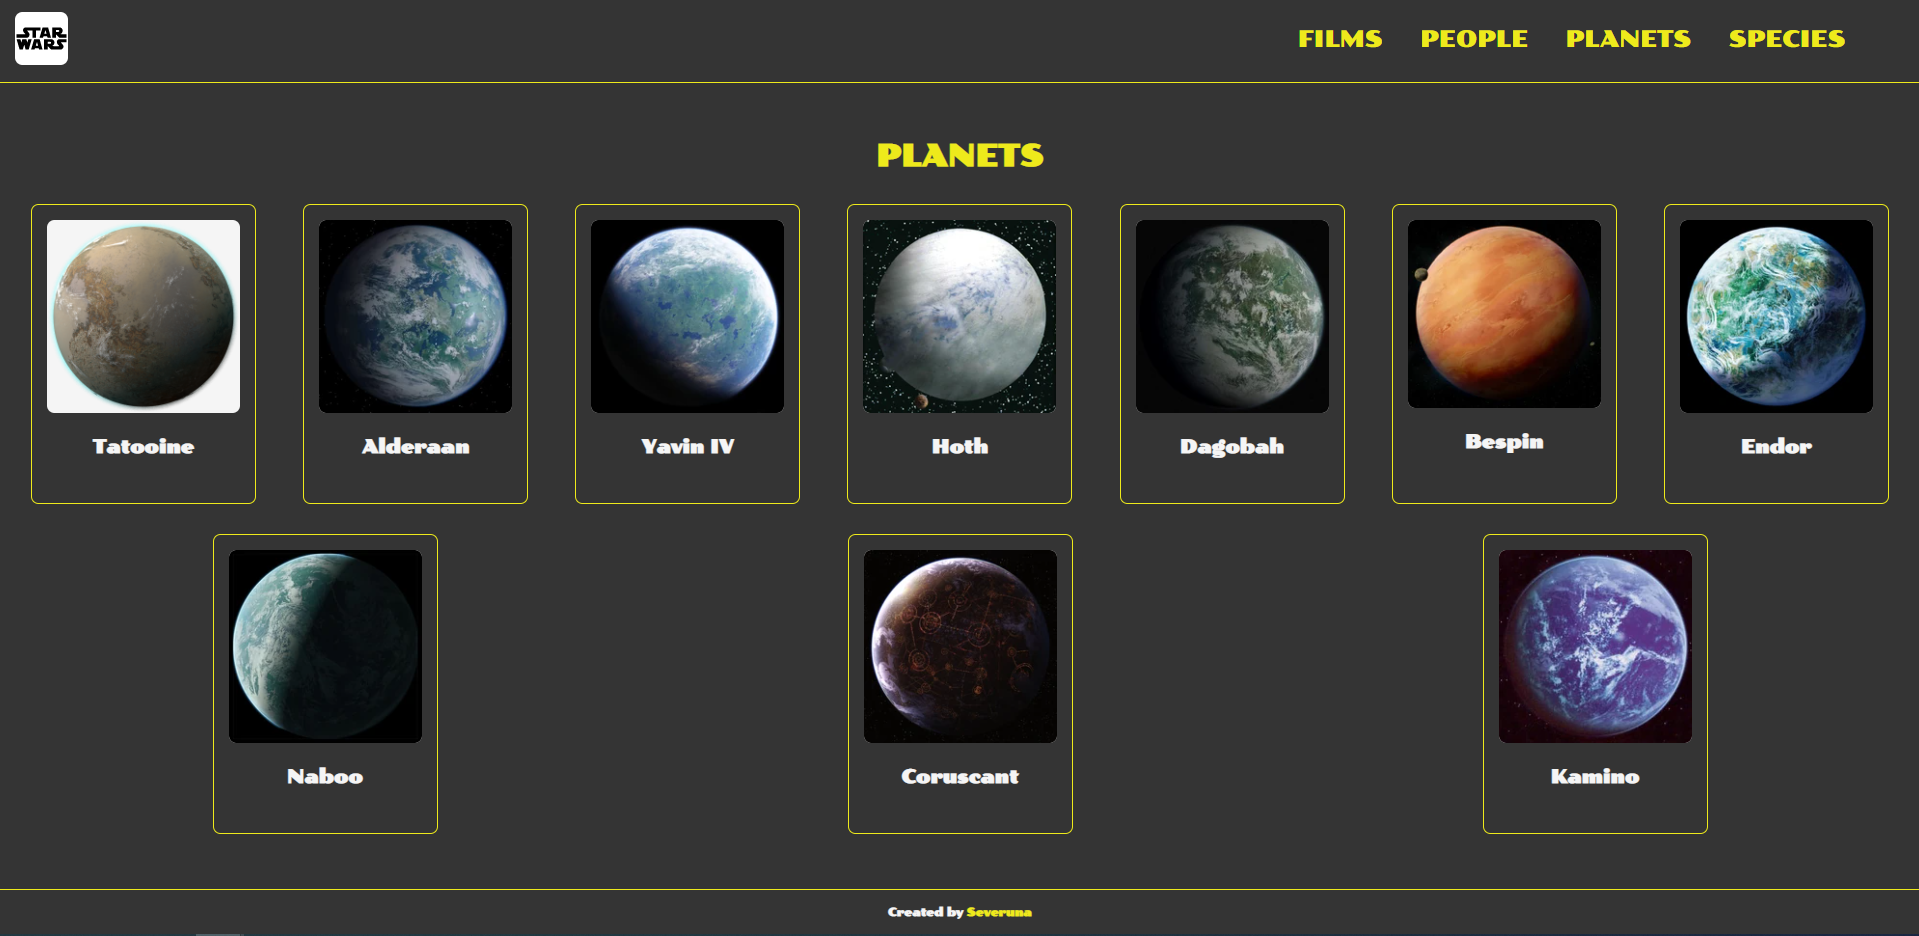 STAR
WARS
FILMS PEOPLE PLANETS SPECIES
PLANETS
Tatooine Alderaan Yavin IV Hoth Dagobah Bespin Endor
Naboo Coruscant Kamino
Created by Severuna